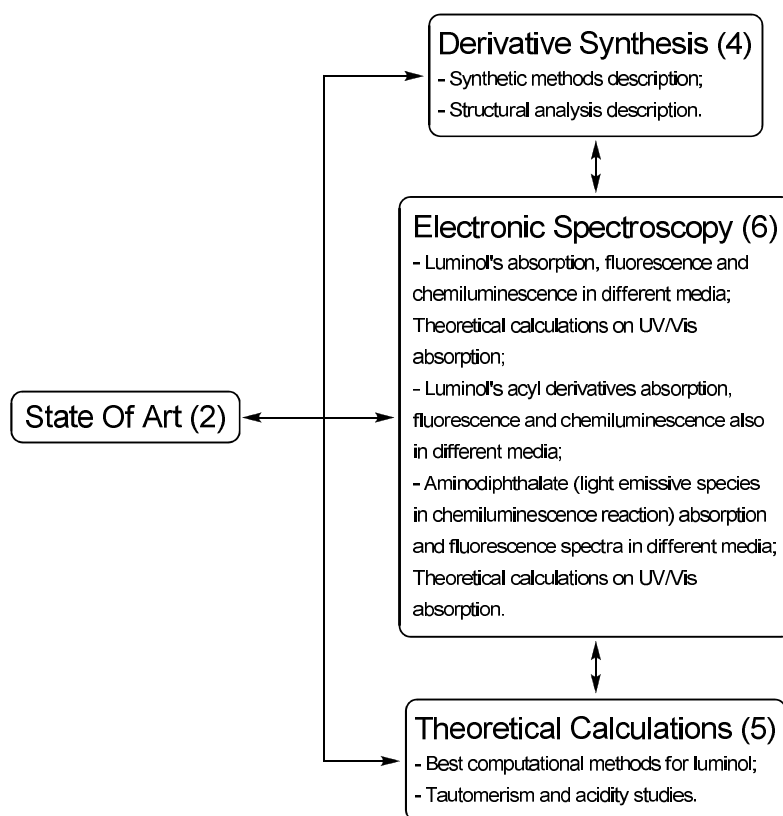 Derivative Synthesis (4)
- Synthetic methods description;
- Structural analysis description.
Electronic Spectroscopy (6)
- Luminol's absorption, fluorescence and
chemiluminescence in different media;
Theoretical calculations on UV/Vis
absorption;
- Luminol's acyl derivatives absorption,
fluorescence and chemiluminescence also
in different media;
- Aminodiphthalate (light emissive species
in chemiluminescence reaction) absorption
and fluorescence spectra in different media;
Theoretical calculations on UV/Vis
absorption.
State Of Art (2)
Theoretical Calculations (5)
- Best computational methods for luminol;
- Tautomerism and acidity studies.